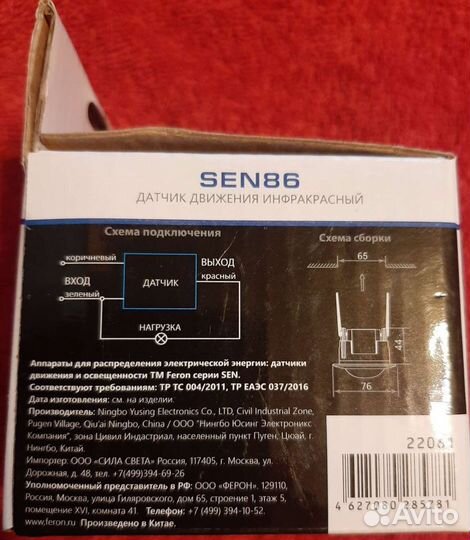 SEN86
ДАТЧИК ДВИЖЕНИЯ ИНФРАКРАСНЫЙ
Схема подключения
Схема сборки
коричневый
ВЫХОД
красный
ВХОД
зеленый
ДАТЧИК
НАГРУЗКА
65
44
76
Аппараты для распределения электрической энергии: датчики
движения и освещенности ТМ Feron серии SEN.
Соответствуют требованиям: ТР ТС 004/2011, ТР ЕАЭС 037/2016
Дата изготовления: см. на изделии
Изготовитель: Ningbo Yusing Electronics Co., LTD, Civil Industrial Zone,
Pugen Village, Qiu'ai Ningbo, China / ООО "Нингбо Юсинг Электроникс
Компания", зона Цивил Индастриал, населенный пункт Пуген, Цюай, г.
Нингбо, Китай.
Импортер: ООО «СИЛА СВЕТА» Россия, 117405, г. Москва, ул.
Дорожная, д. 48, тел. +7(499)394-69-26
Уполномоченный представитель в РФ: ООО «ФЕРОН». 129110,
Россия, Москва, улица Гиляровского, дом 65, строение 1, этаж 5,
помещение XVI, комната 41. Телефон +7 (499) 394-10-52.
www.feron.ru Произведено в Китае.
22081
4 627080 285781
Avito